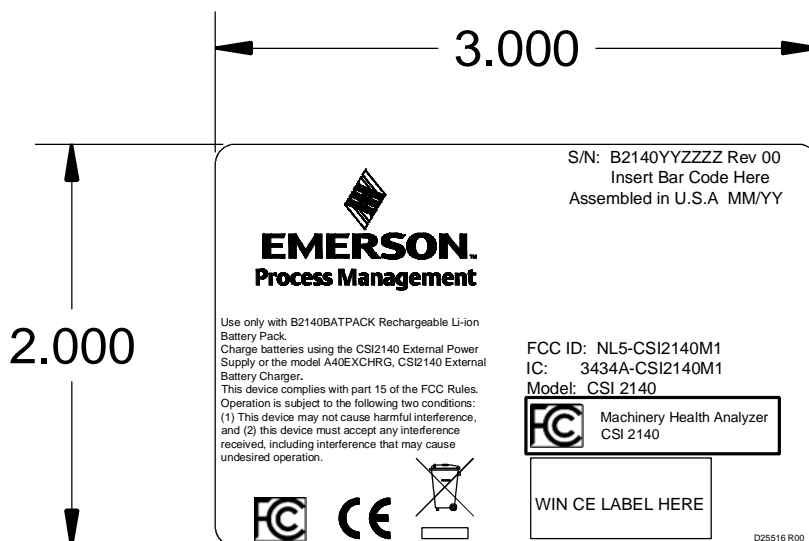 3.000
2.000
S/N: B2140YYZZZZ Rev 00
Insert Bar Code Here
Assembled in U.S.A MM/YY
EMERSON™
Process Management
Use only with B2140BATPACK Rechargeable Li-ion
Battery Pack.
Charge batteries using the CSI2140 External Power
Supply or the model A40EXCHRG, CSI2140 External
Battery Charger.
This device complies with part 15 of the FCC Rules.
Operation is subject to the following two conditions:
(1) This device may not cause harmful interference,
and (2) this device must accept any interference
received, including interference that may cause
undesired operation.
FCC ID: NL5-CSI2140M1
IC: 3434A-CSI2140M1
Model: CSI 2140
FC
Machinery Health Analyzer
CSI 2140
FC
CE
WIN CE LABEL HERE
D25516 R00